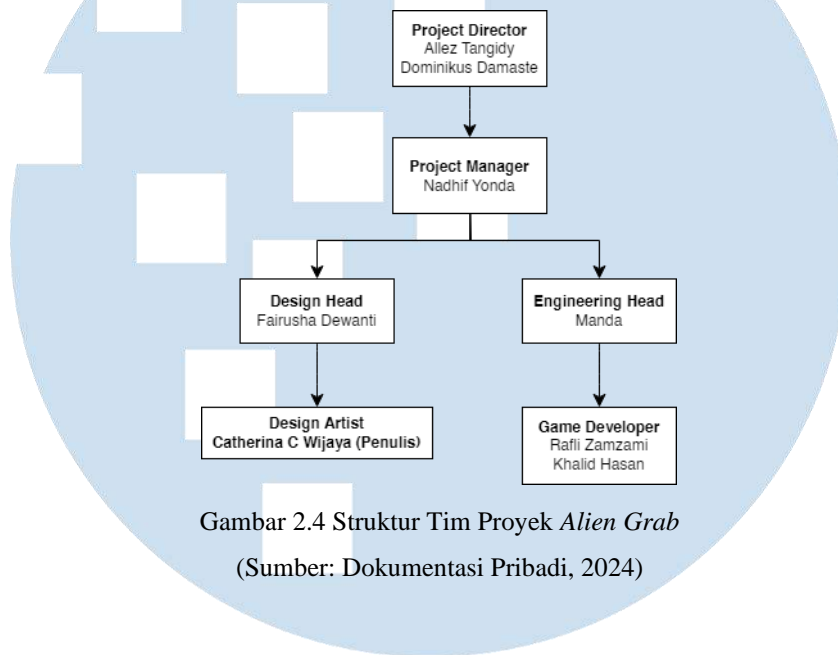 Project Director
Allez Tangidy
Dominikus Damaste
Project Manager
Nadhif Yonda
Design Head
Fairusha Dewanti
Engineering Head
Manda
Design Artist
Catherina C Wijaya (Penulis)
Game Developer
Rafli Zamzami
Khalid Hasan
Gambar 2.4 Struktur Tim Proyek Alien Grab
(Sumber: Dokumentasi Pribadi, 2024)